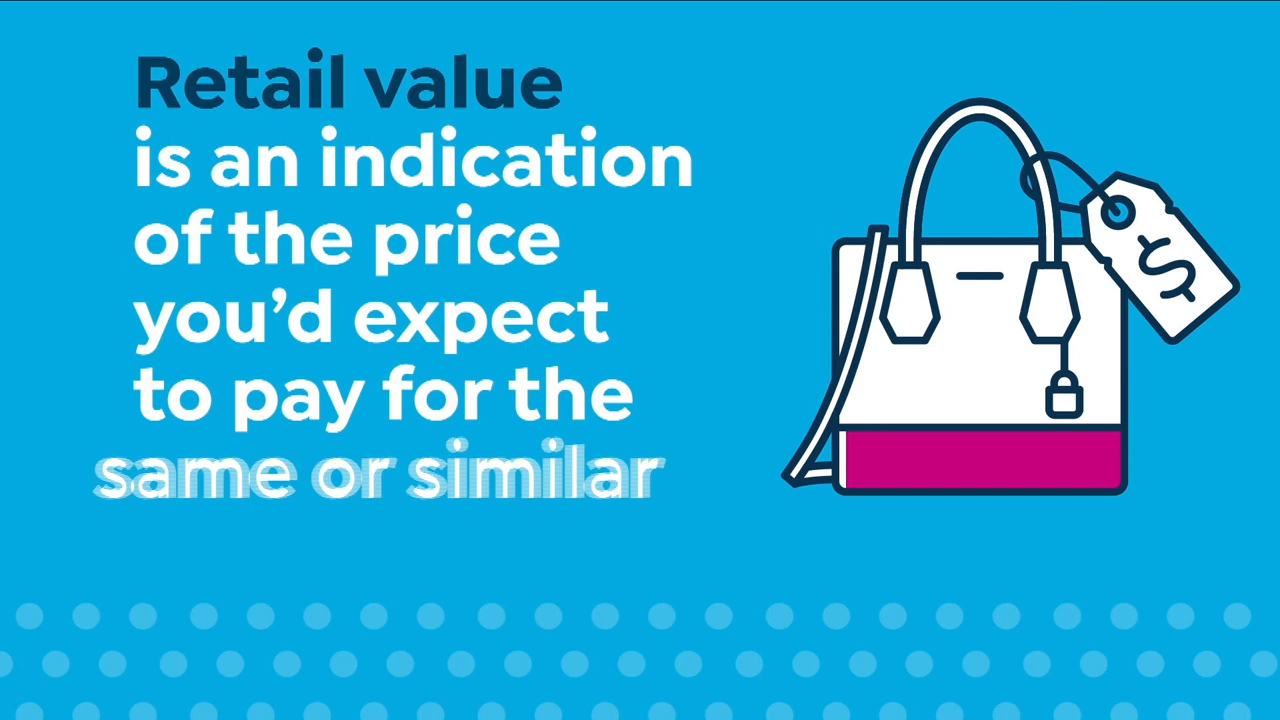 Retail value
is an indication
of the price
you’d expect
to pay for the
same or similar
$